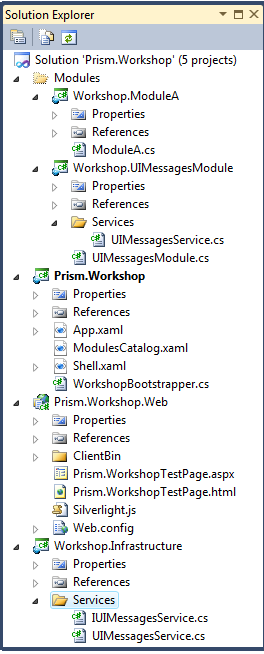 Solution Explorer
Solution 'Prism.Workshop' (5 projects)
Modules
Workshop.ModuleA
Properties
References
ModuleA.cs
Workshop.UIMessagesModule
Properties
References
Services
UIMessagesService.cs
UIMessagesModule.cs
Prism.Workshop
Properties
References
App.xaml
ModulesCatalog.xaml
Shell.xaml
WorkshopBootstrapper.cs
Prism.Workshop.Web
Properties
References
ClientBin
Prism.WorkshopTestPage.aspx
Prism.WorkshopTestPage.html
Silverlight.js
Web.config
Workshop.Infrastructure
Properties
References
Services
IUIMessagesService.cs
UIMessagesService.cs